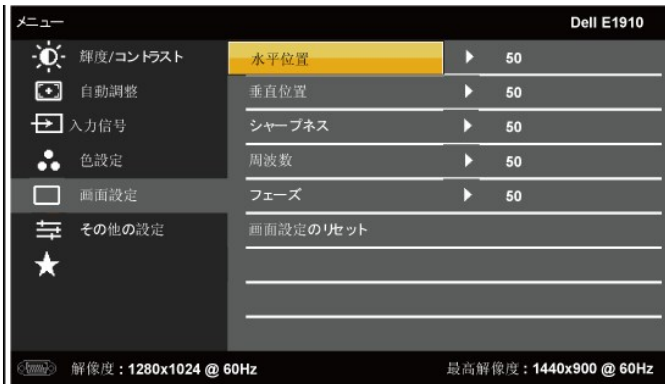 メニュー
Dell E1910
輝度/コントラスト
自動調整
入力信号
色設定
画面設定
その他の設定
水平位置 50
垂直位置 50
シャープネス 50
周波数 50
フェーズ 50
画面設定のリセット
解像度 : 1280x1024 @ 60Hz
最高解像度 : 1440x900 @ 60Hz